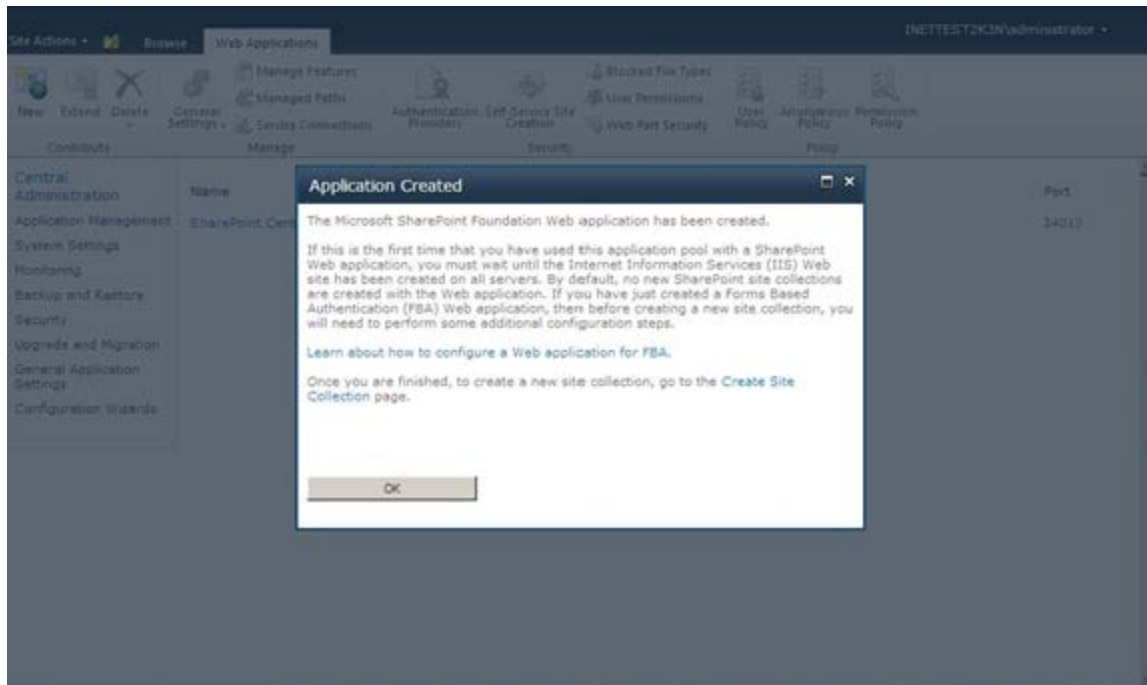 Site Actions
Browse
Web Applications
INETTEST2K3N\administrator
New
Extend
Delete
General Settings
Manage Features
Managed Paths
Service Connections
Authentication Providers
Self-Service Site Creation
Blocked File Types
User Permissions
Web Part Security
User Policy
Anonymous Policy
Permission Policy
Contribute
Manage
Security
Policy
Central
Administration
Application Management
System Settings
Monitoring
Backup and Restore
Security
Upgrade and Migration
General Application
Settings
Configuration Wizards
Name
Port
SharePoint Cent
Application Created
The Microsoft SharePoint Foundation Web application has been created.
If this is the first time that you have used this application pool with a SharePoint
Web application, you must wait until the Internet Information Services (IIS) Web
site has been created on all servers. By default, no new SharePoint site collections
are created with the Web application. If you have just created a Forms Based
Authentication (FBA) Web application, then before creating a new site collection, you
will need to perform some additional configuration steps.
Learn about how to configure a Web application for FBA.
Once you are finished, to create a new site collection, go to the Create Site
Collection page.
OK